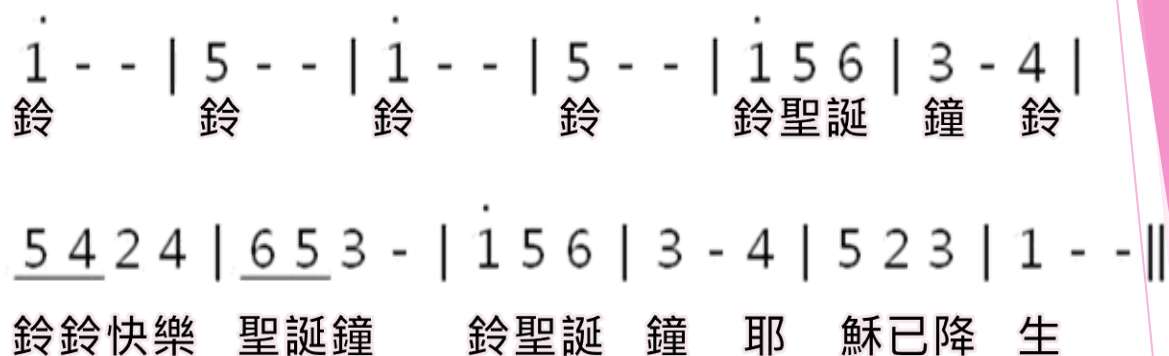 1̇ - - | 5 - - | 1̇ - - | 5 - - | 1̇ 5 6 | 3 - 4 |
鈴 鈴 鈴 鈴 鈴聖誕 鐘 鈴
5 4 2 4 | 6 5 3 - | 1̇ 5 6 | 3 - 4 | 5 2 3 | 1 - - ‖
鈴鈴快樂 聖誕鐘 鈴聖誕 鐘 耶 穌已降 生